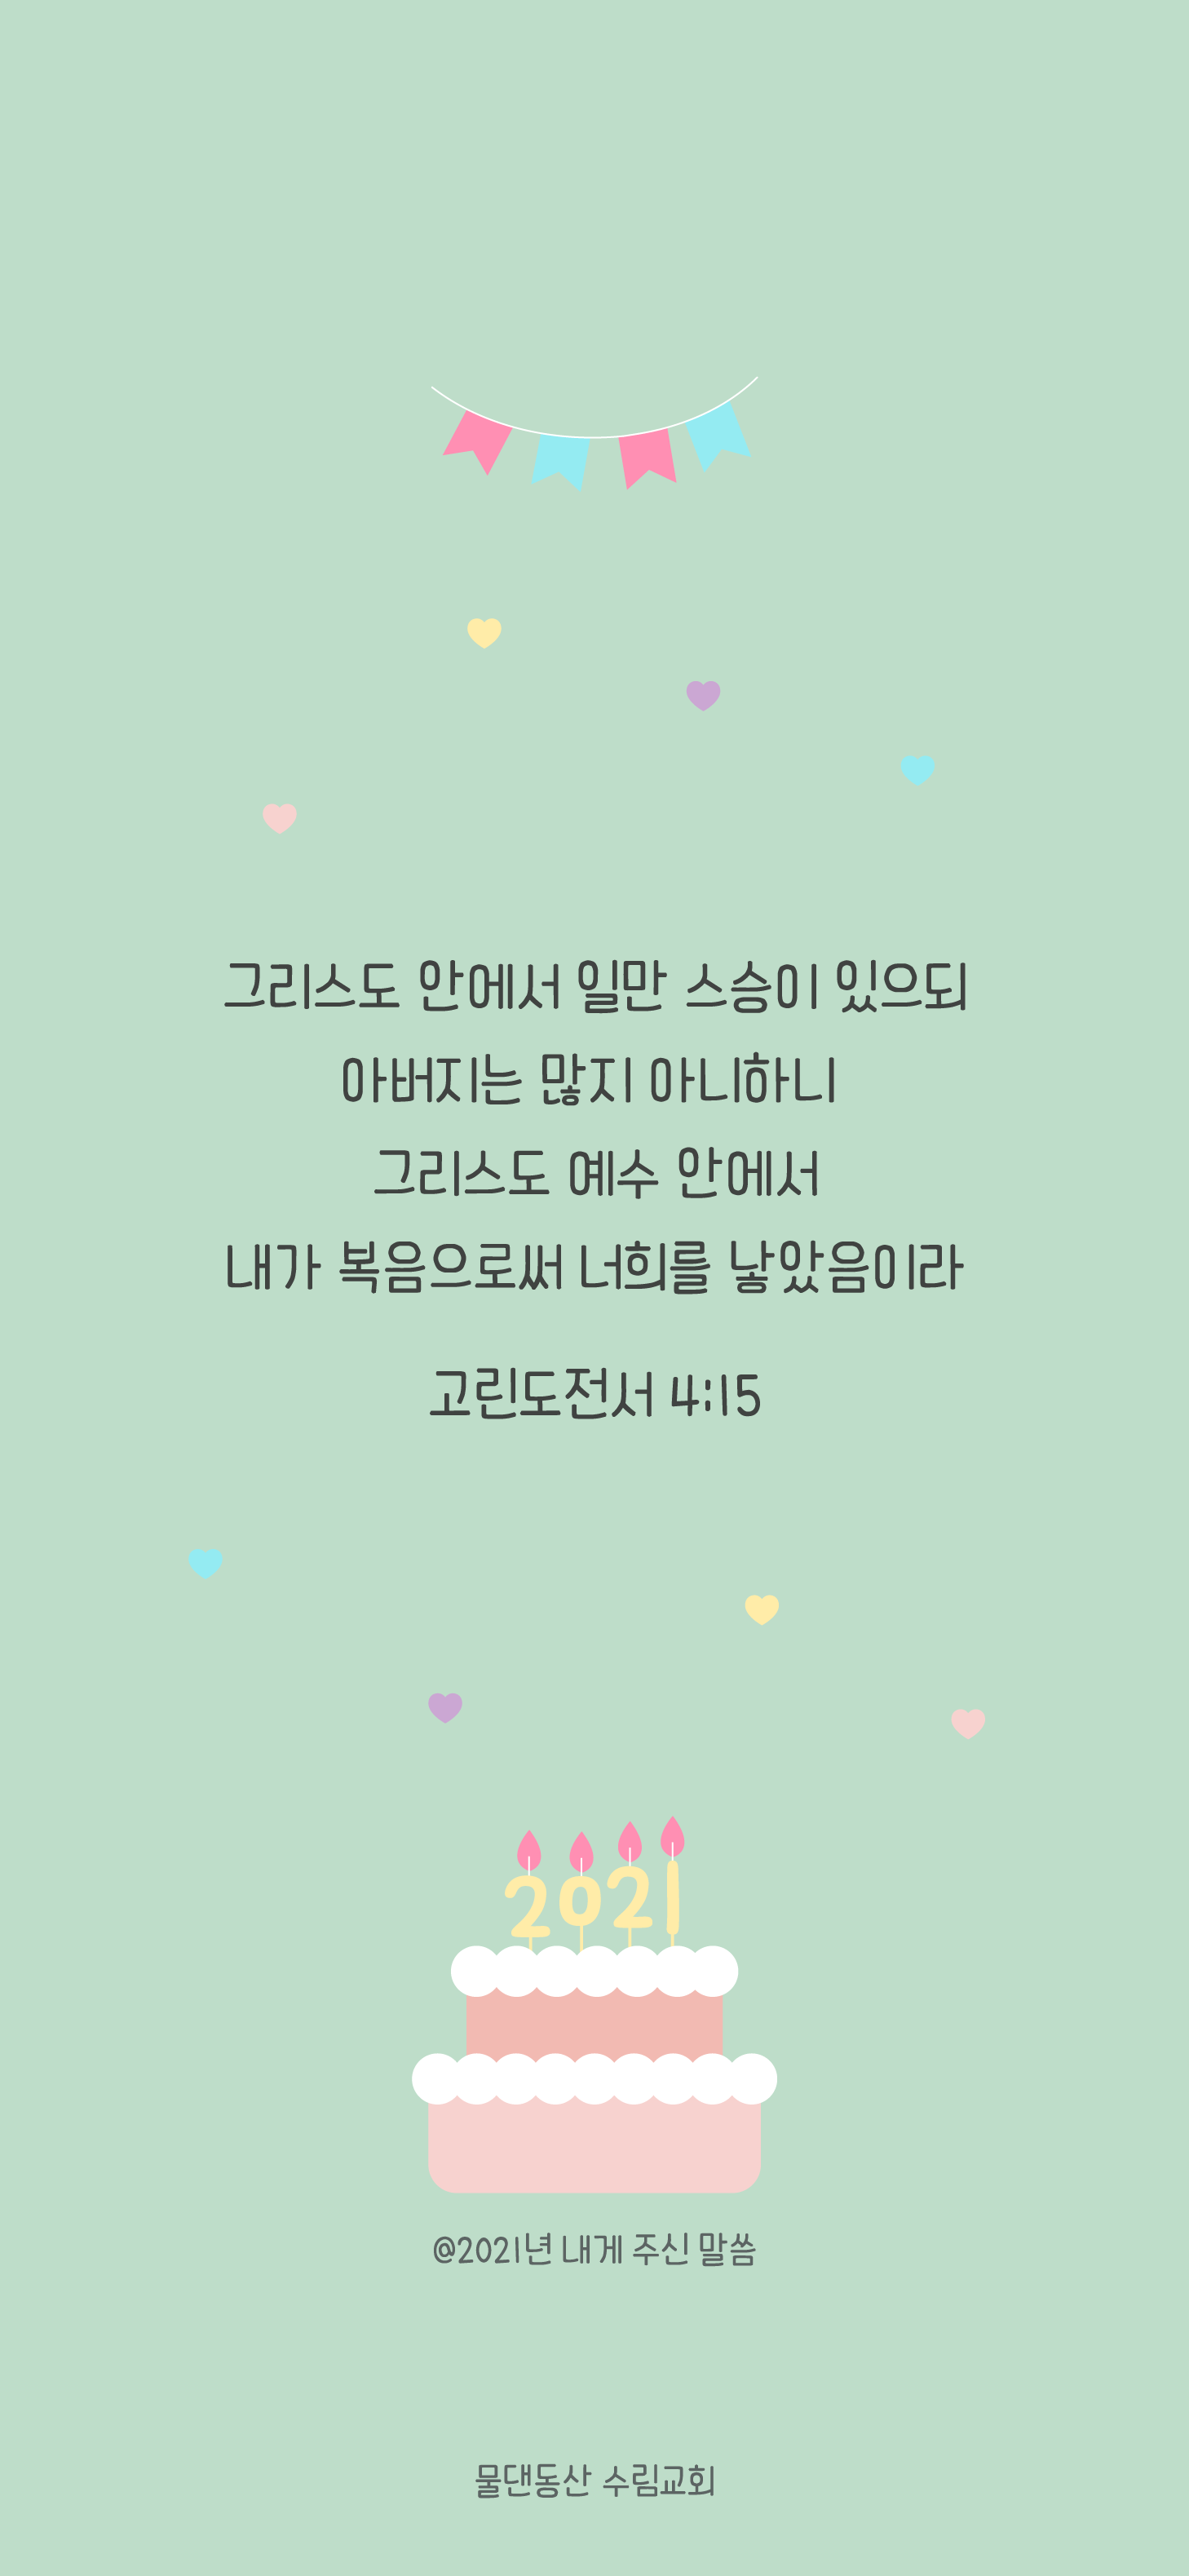 그리스도 안에서 일만 스승이 있으되
아버지는 많지 아니하니
그리스도 예수 안에서
내가 복음으로써 너희를 낳았음이라
고린도전서 4:15
2021
@2021년 내게 주신 말씀
물댄동산 수림교회